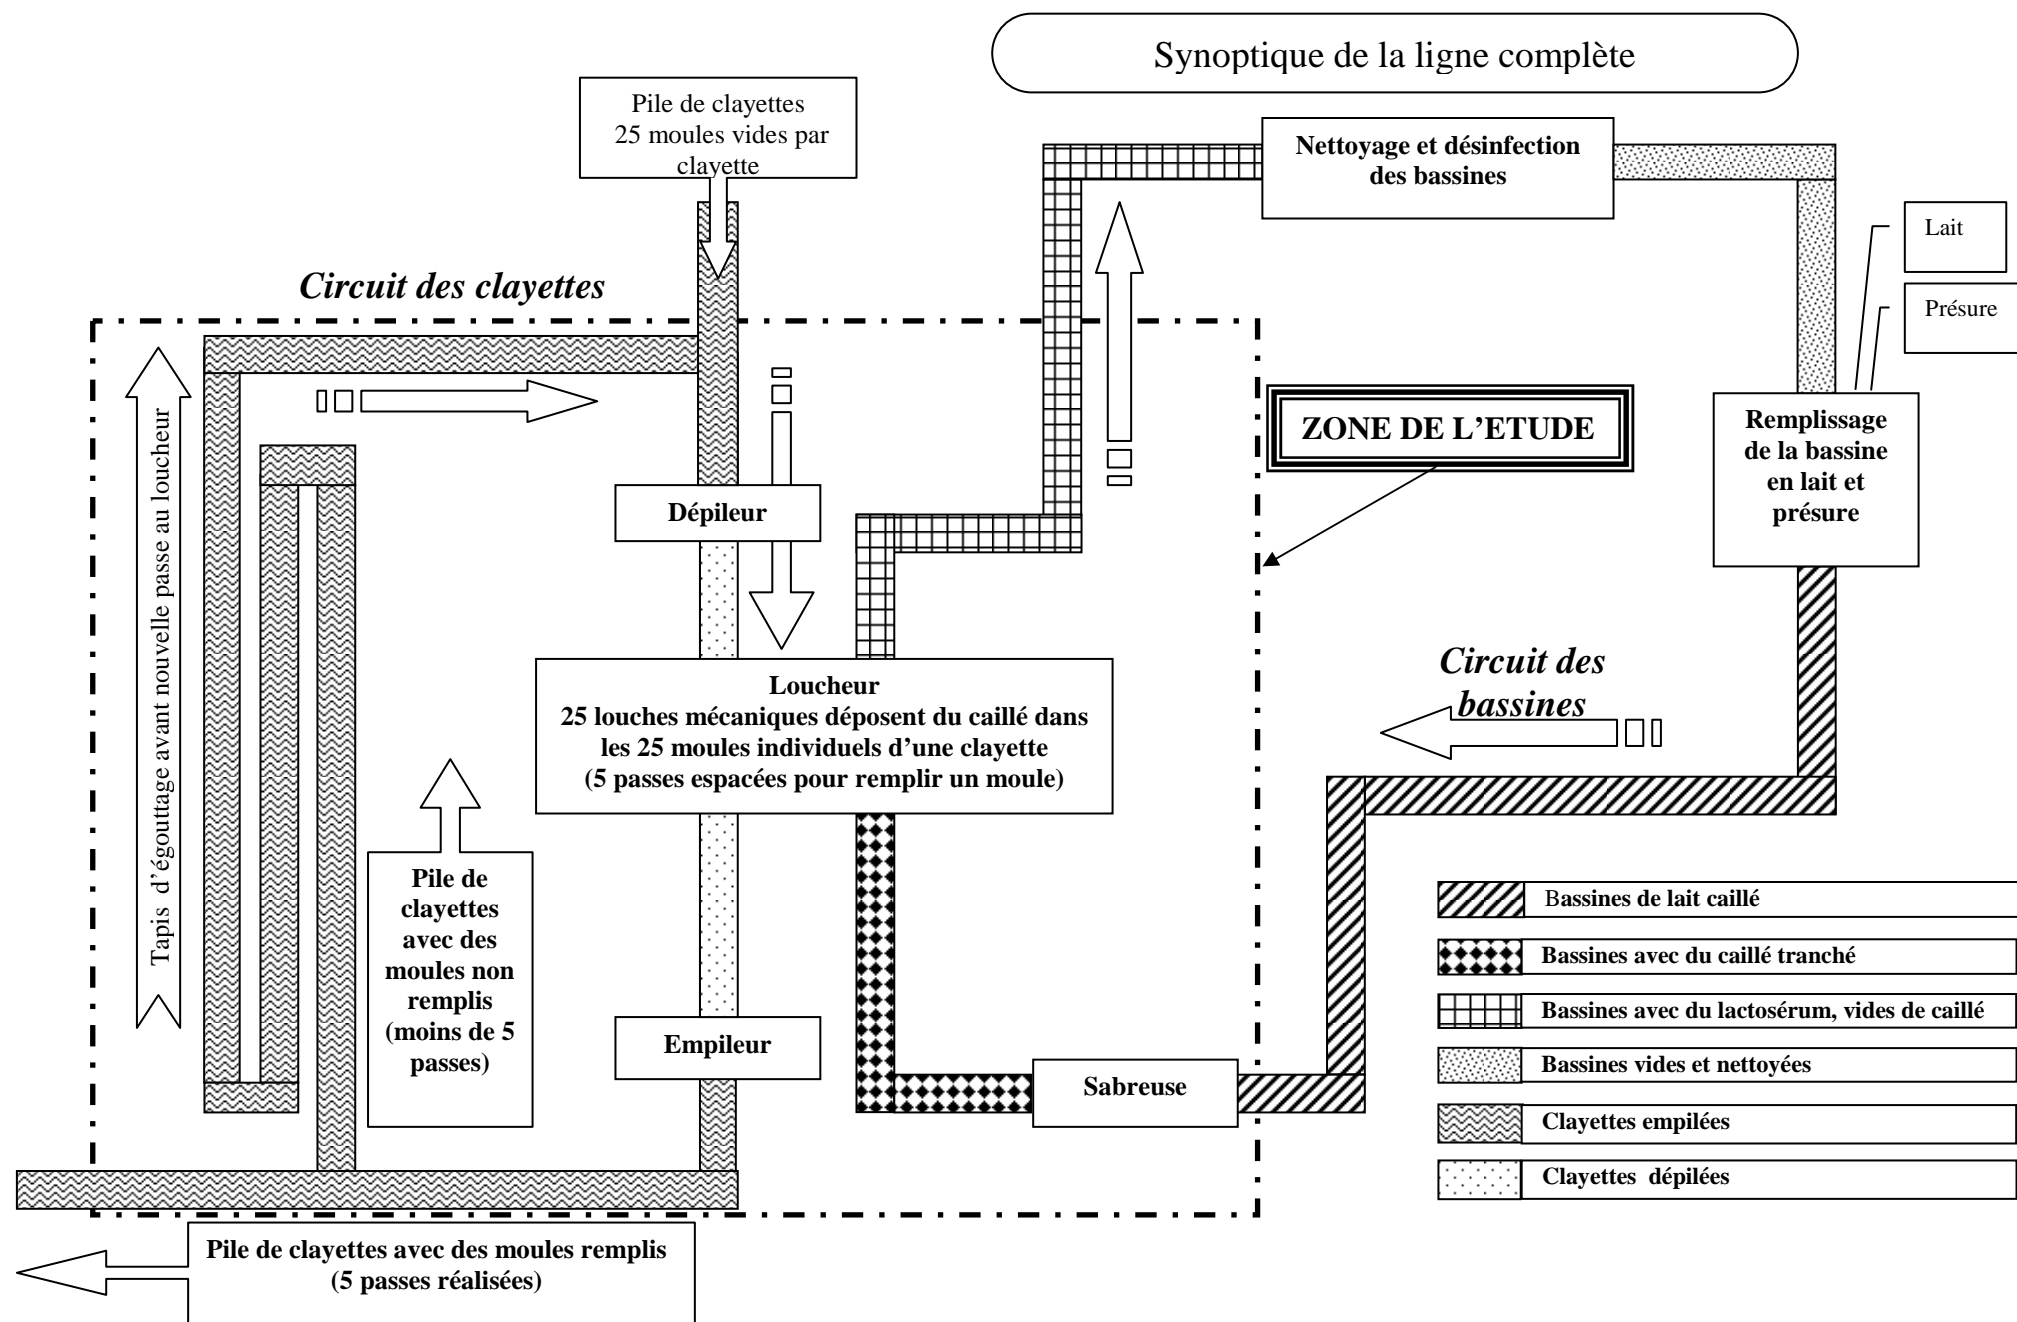 Synoptique de la ligne complète
Pile de clayettes
25 moules vides par
clayette
Nettoyage et désinfection
des bassines
Lait
Présure
Circuit des clayettes
ZONE DE L'ETUDE
Remplissage
de la bassine
en lait et
présure
Tapis d'égouttage avant nouvelle passe au loucheur
Dépileur
Loucheur
25 louches mécaniques déposent du caillé dans
les 25 moules individuels d'une clayette
(5 passes espacées pour remplir un moule)
Circuit des
bassines
Pile de
clayettes
avec des
moules non
remplis
(moins de 5
passes)
Empileur
Sabreuse
Bassines de lait caillé
Bassines avec du caillé tranché
Bassines avec du lactosérum, vides de caillé
Bassines vides et nettoyées
Clayettes empilées
Clayettes dépilées
Pile de clayettes avec des moules remplis
(5 passes réalisées)